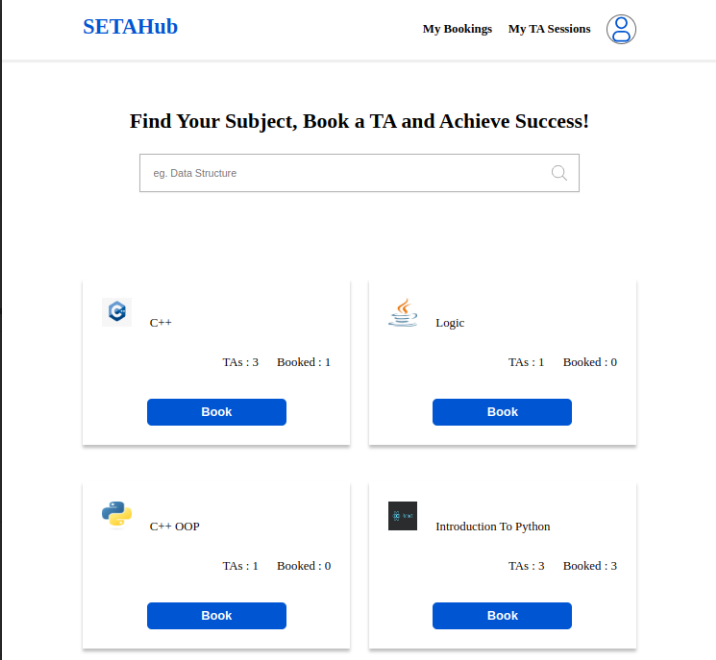 SETAHub
My Bookings My TA Sessions
Find Your Subject, Book a TA and Achieve Success!
eg. Data Structure
C++
TAs : 3 Booked : 1
Book
Logic
TAs : 1 Booked : 0
Book
C++ OOP
TAs : 1 Booked : 0
Book
Introduction To Python
TAs : 3 Booked : 3
Book